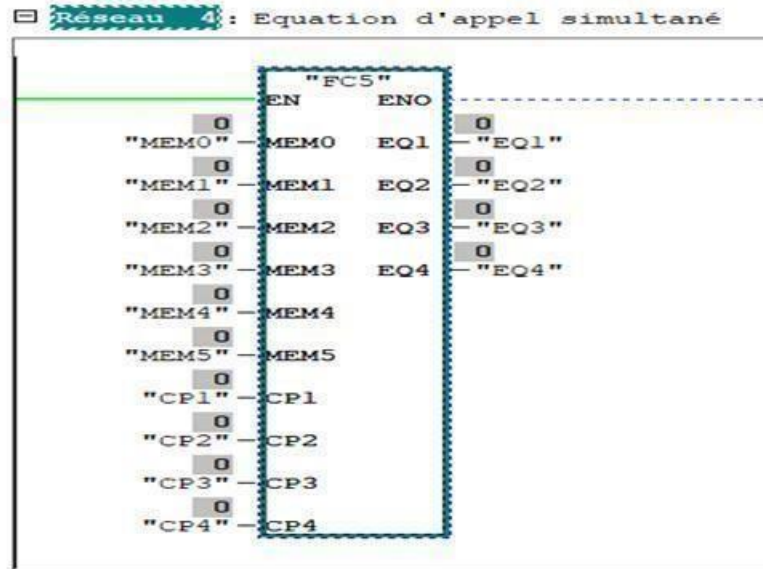 Réseau 4: Equation d'appel simultané
"FC5"
EN ENO
0 0
"MEM0" MEM0 EQ1 "EQ1"
0 0
"MEM1" MEM1 EQ2 "EQ2"
0 0
"MEM2" MEM2 EQ3 "EQ3"
0 0
"MEM3" MEM3 EQ4 "EQ4"
0
"MEM4" MEM4
0
"MEM5" MEM5
0
"CP1" CP1
0
"CP2" CP2
0
"CP3" CP3
0
"CP4" CP4